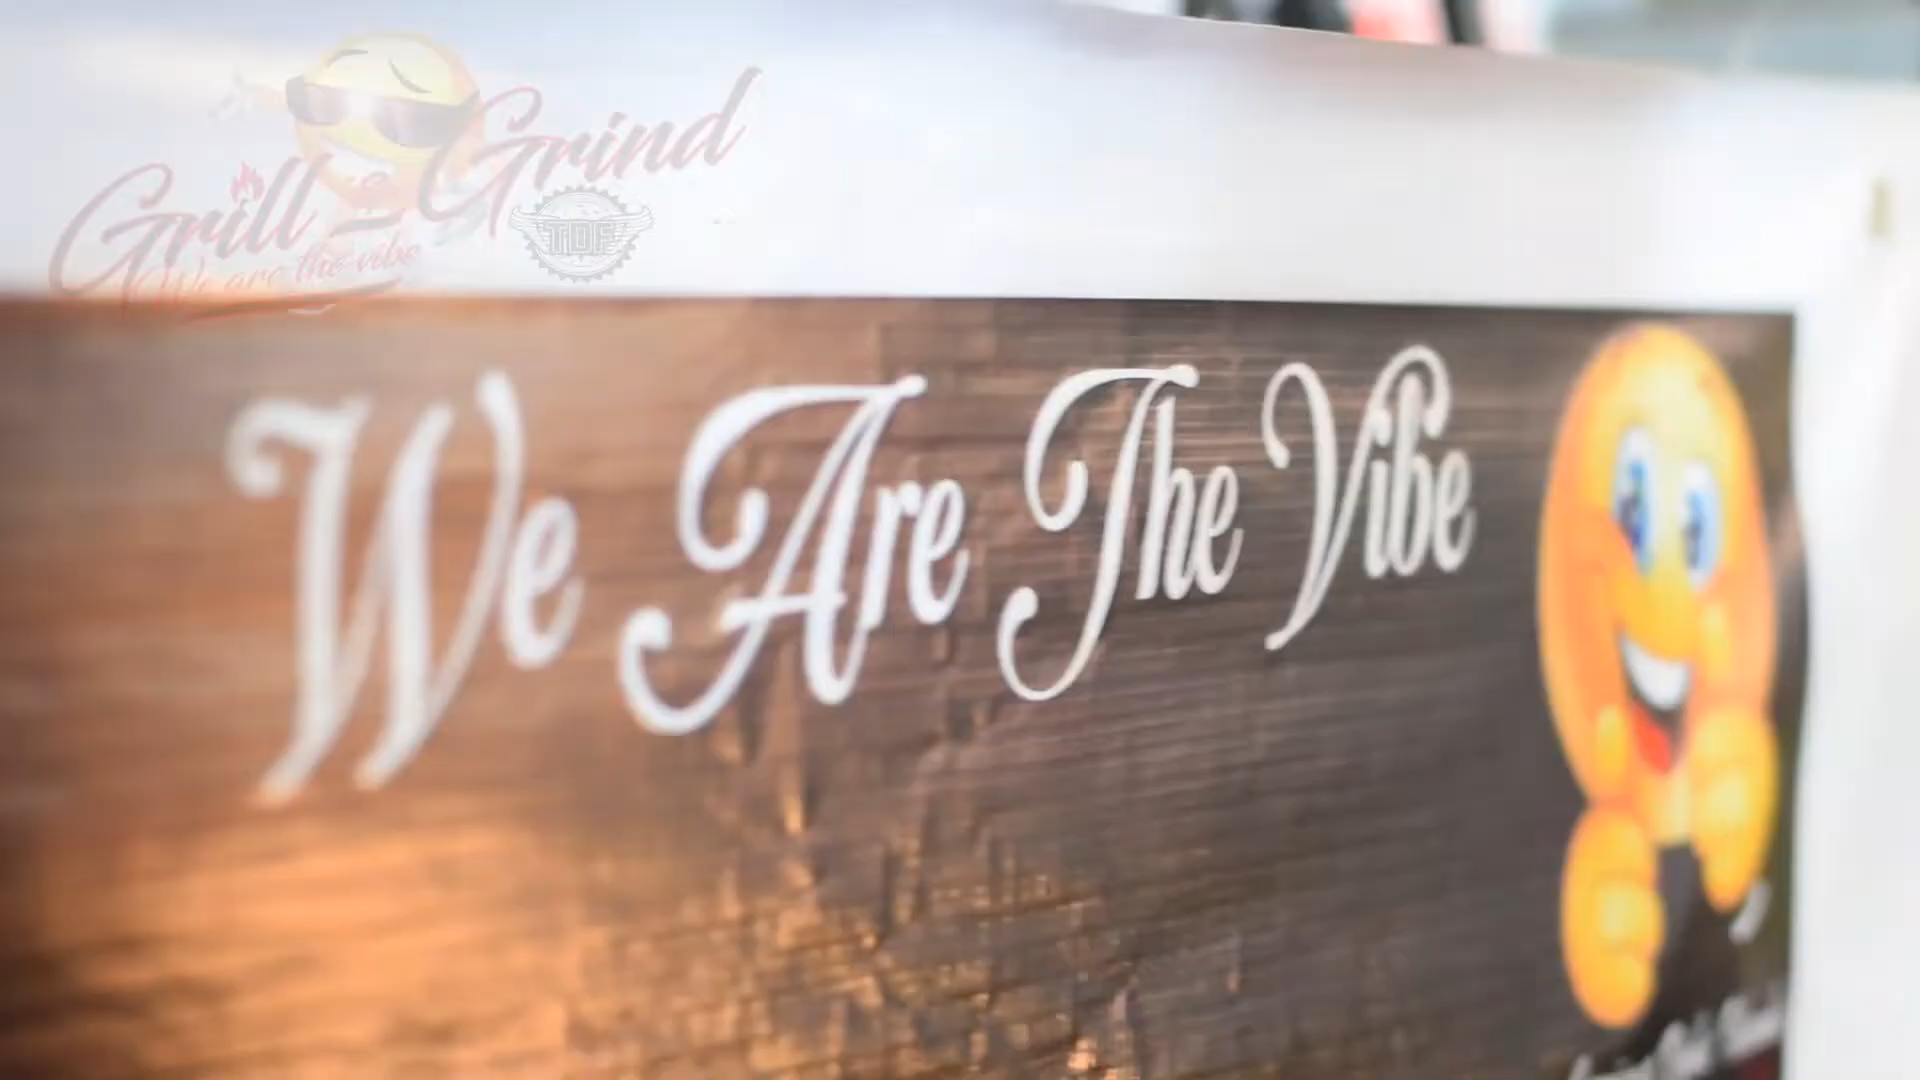 Grill & Grind
We are the vibe
TDF
We Are The Vibe